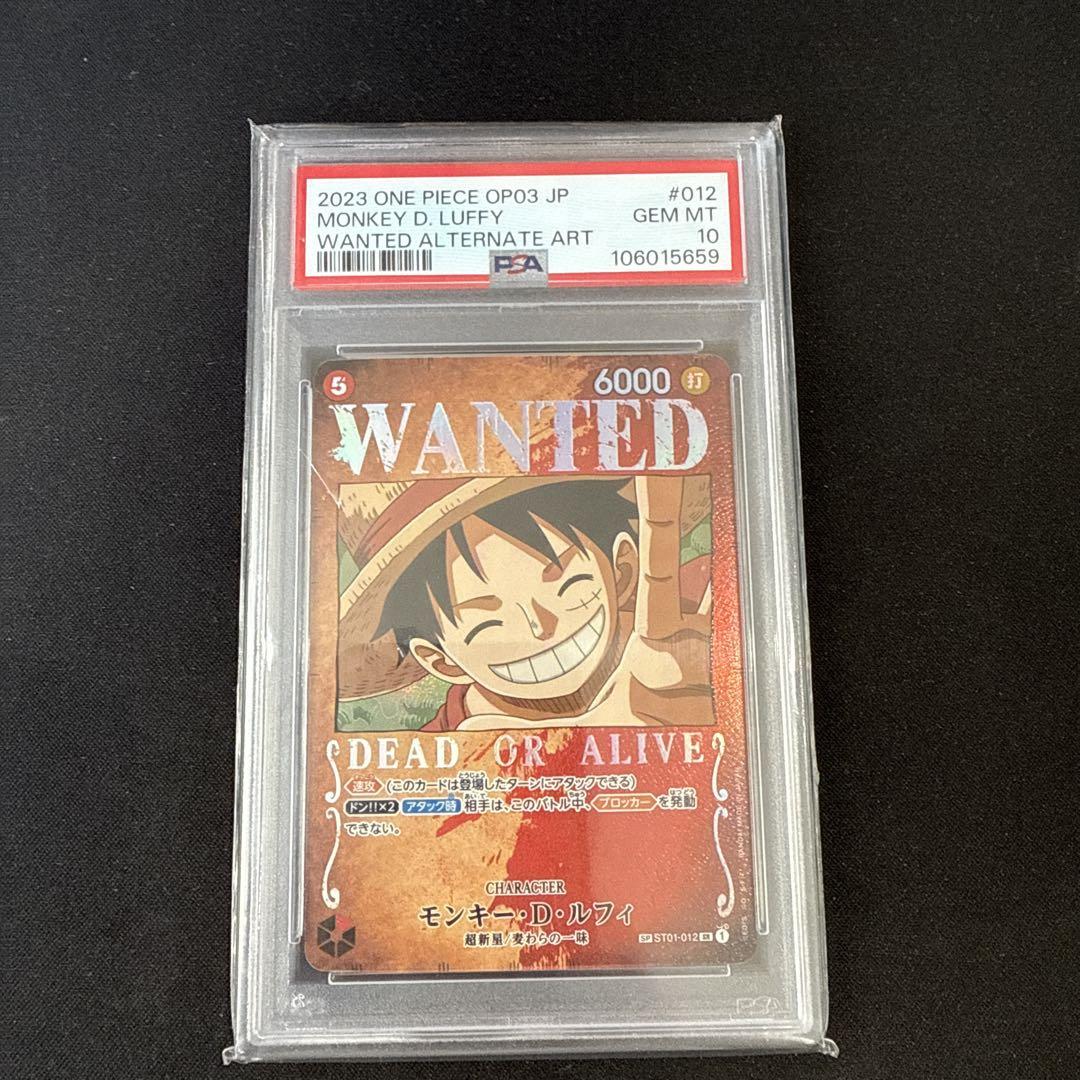 2023 ONE PIECE OP03 JP #012
MONKEY D. LUFFY GEM MT
WANTED ALTERNATE ART 10
PSA 106015659
5 6000 打
WANTED
DEAD OR ALIVE
速攻 (このカードは登場したターンにアタックできる)
ドン!!×2 アタック時 相手は、このバトル中、ブロッカー を発動
できない。
CHARACTER
モンキー・D・ルフィ
超新星/麦わらの一味
SP ST01-012 SR 1
PSA